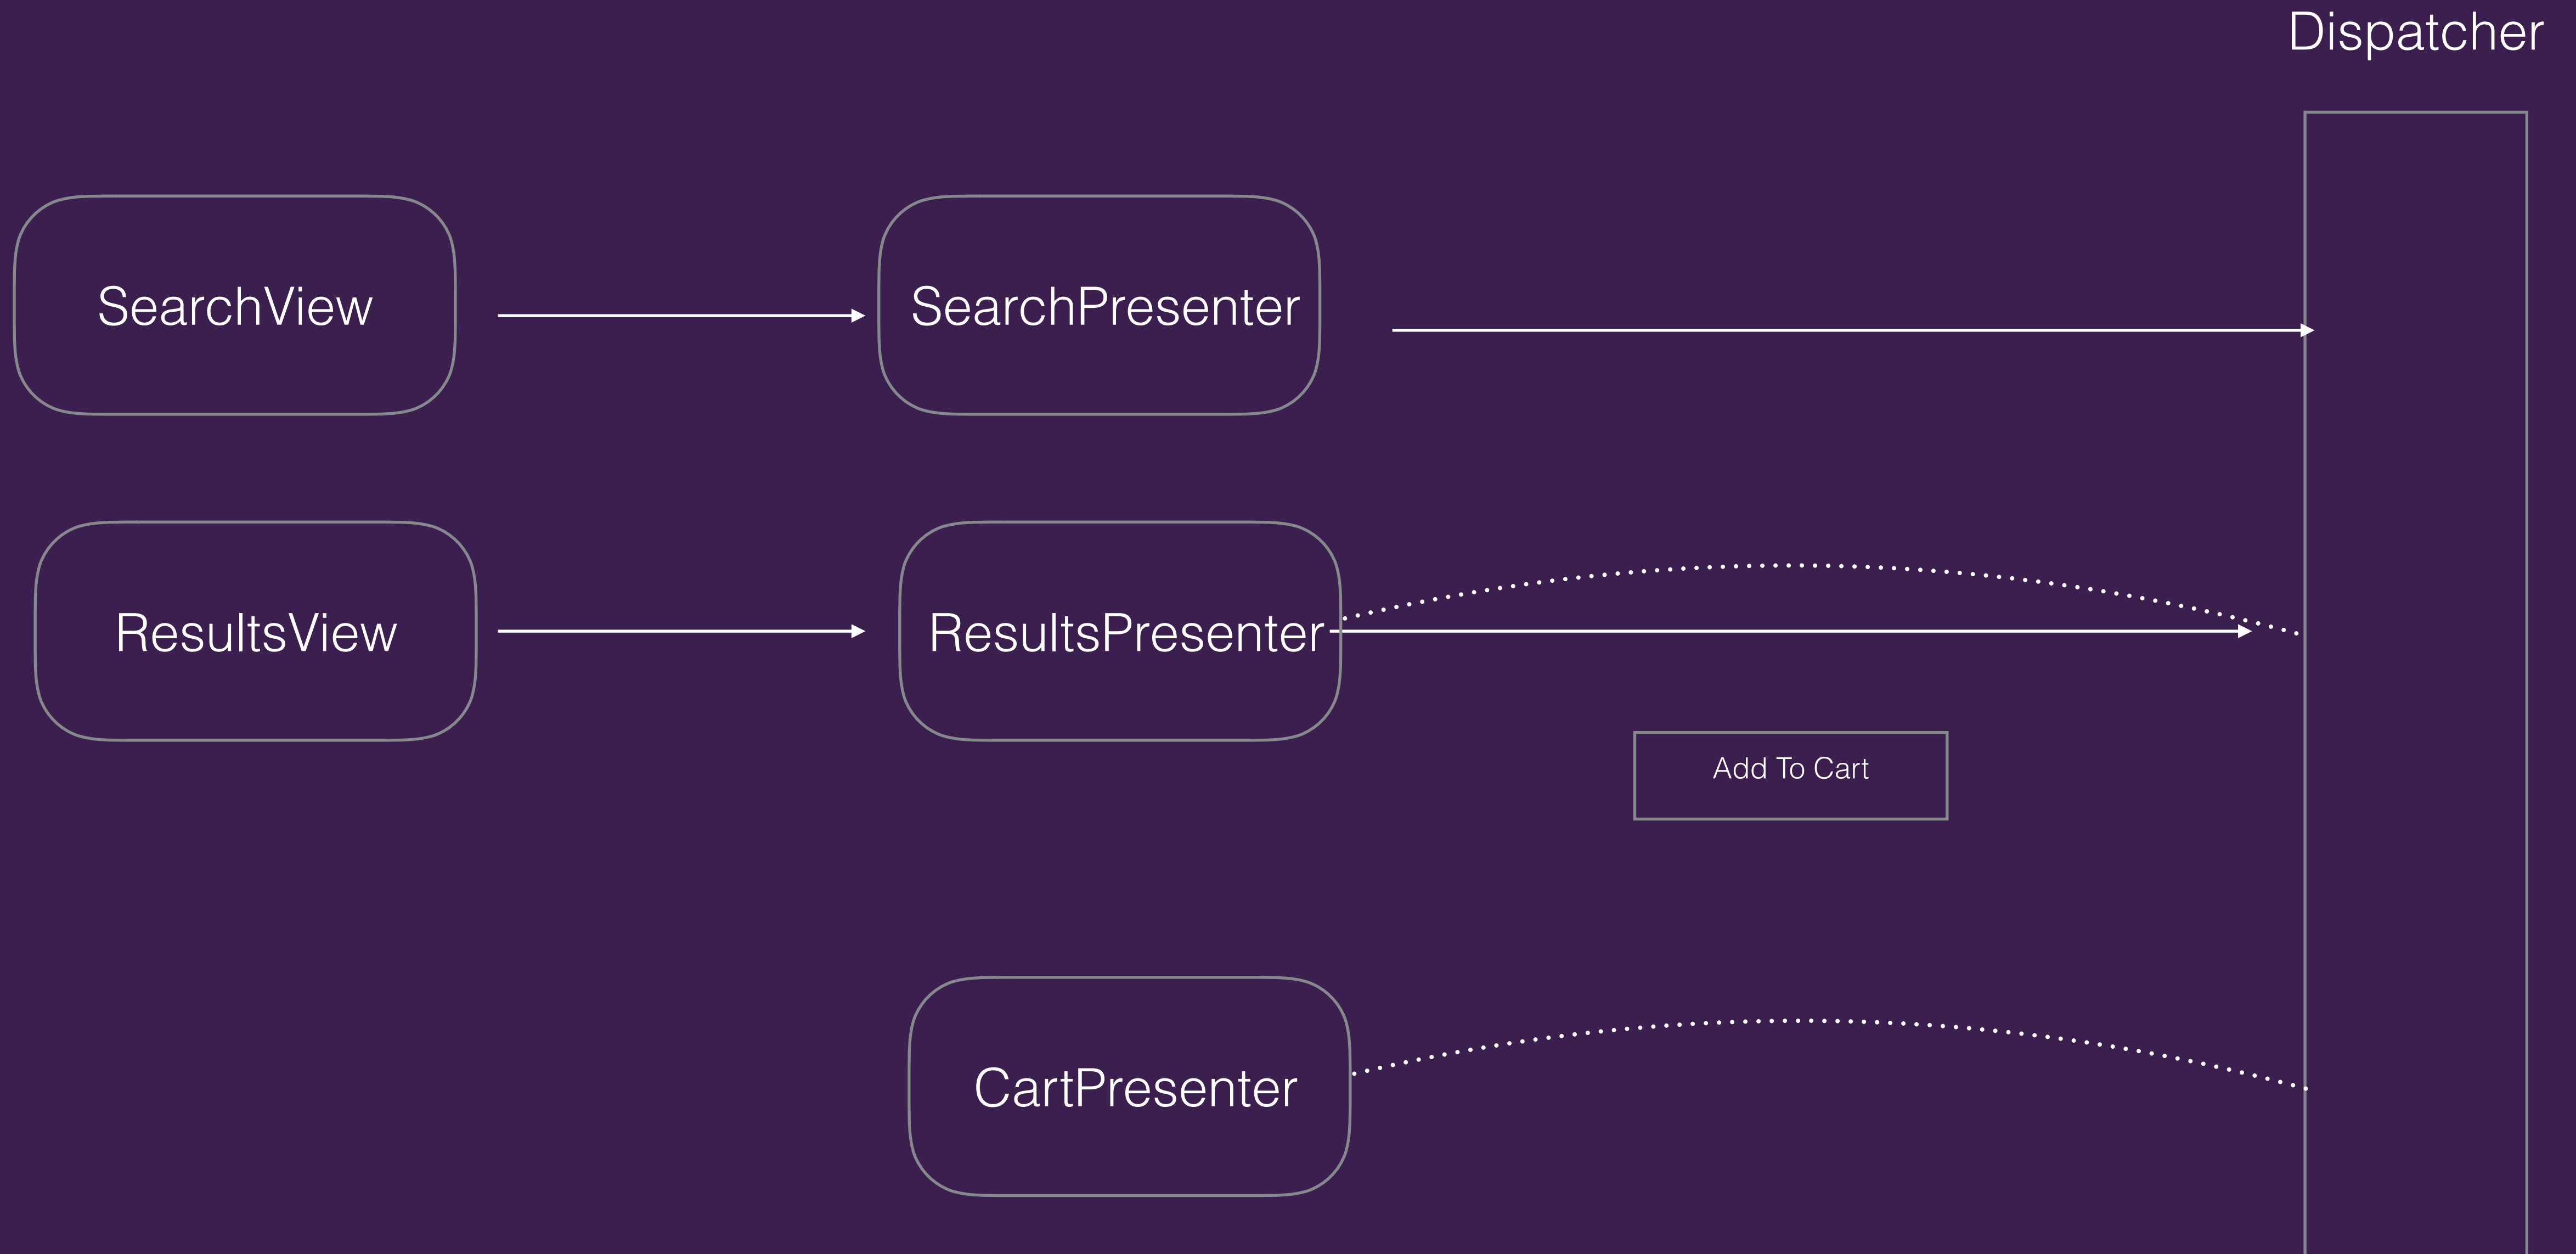 Dispatcher
SearchView
SearchPresenter
ResultsView
ResultsPresenter
Add To Cart
CartPresenter